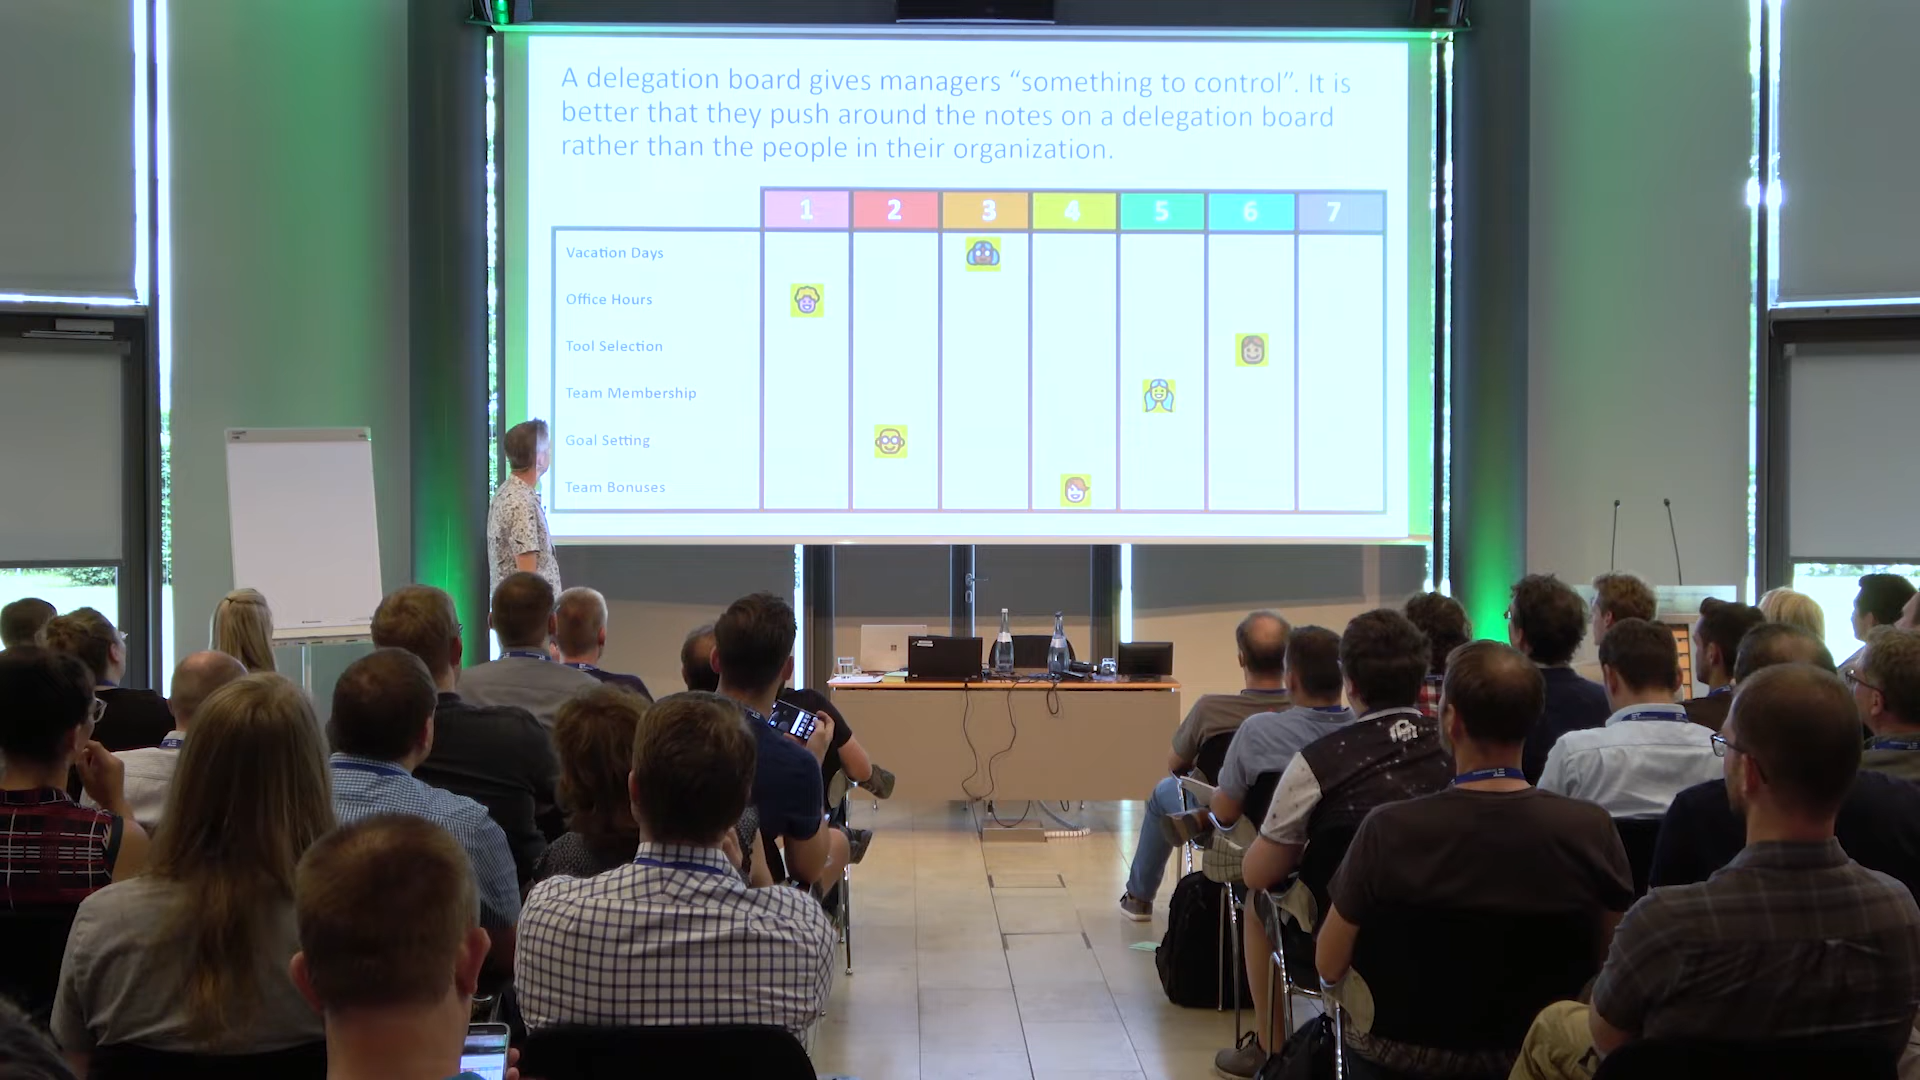 A delegation board gives managers “something to control”. It is
better that they push around the notes on a delegation board
rather than the people in their organization.
1 2 3 4 5 6 7
Vacation Days
Office Hours
Tool Selection
Team Membership
Goal Setting
Team Bonuses